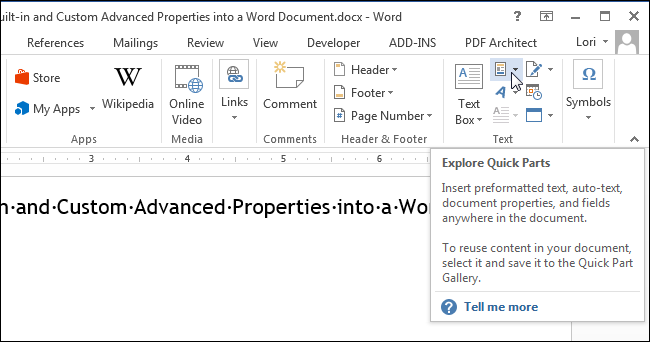 uilt-in and Custom Advanced Properties into a Word Document.docx - Word
References Mailings Review View Developer ADD-INS PDF Architect Lori
Store
My Apps
W
Wikipedia
Apps
Online
Video
Media
Links
Comment
Comments
Header
Footer
Page Number
Header & Footer
A
Text
Box
A
A
Text
Ω
Symbols
3 4 5 6
n·and·Custom·Advanced·Properties·into·a·Wor
Explore Quick Parts
Insert preformatted text, auto-text,
document properties, and fields
anywhere in the document.
To reuse content in your document,
select it and save it to the Quick Part
Gallery.
? Tell me more